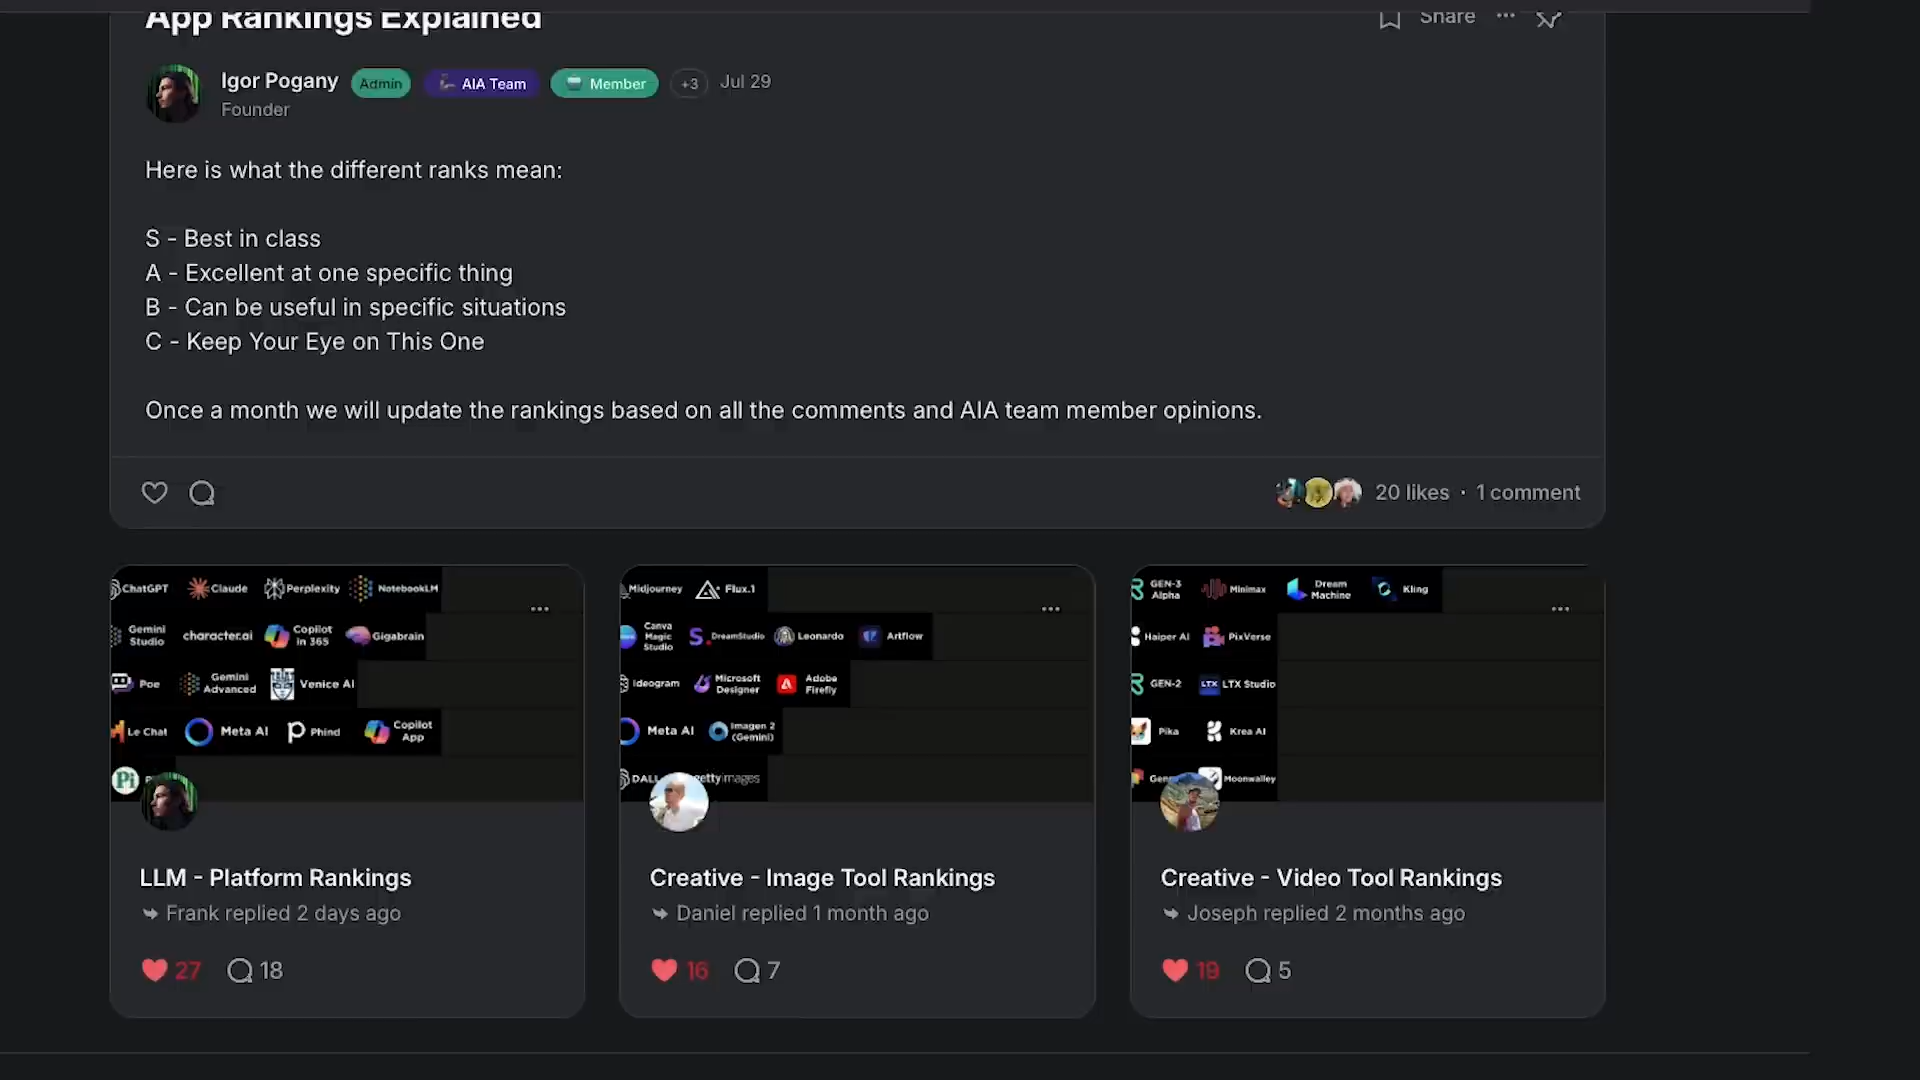 App Rankings Explained
Share
Igor Pogany Admin AIA Team Member +3 Jul 29
Founder
Here is what the different ranks mean:
S - Best in class
A - Excellent at one specific thing
B - Can be useful in specific situations
C - Keep Your Eye on This One
Once a month we will update the rankings based on all the comments and AIA team member opinions.
20 likes · 1 comment
ChatGPT Claude Perplexity NotebookLM
Gemini Studio character.ai Copilot in 365 Gigabrain
Poe Gemini Advanced Venice AI
Le Chat Meta AI Phind Copilot App
Pi
LLM - Platform Rankings
Frank replied 2 days ago
27 18
Midjourney Flux.1
Canva Magic Studio DreamStudio Leonardo Artflow
Ideogram Microsoft Designer Adobe Firefly
Meta AI Imagen 2 (Gemini)
DALL gettyimages
Creative - Image Tool Rankings
Daniel replied 1 month ago
16 7
GEN-3 Alpha Minimax Dream Machine Kling
Haiper AI PixVerse
GEN-2 LTX LTX Studio
Pika Krea AI
Moonvalley
Creative - Video Tool Rankings
Joseph replied 2 months ago
19 5